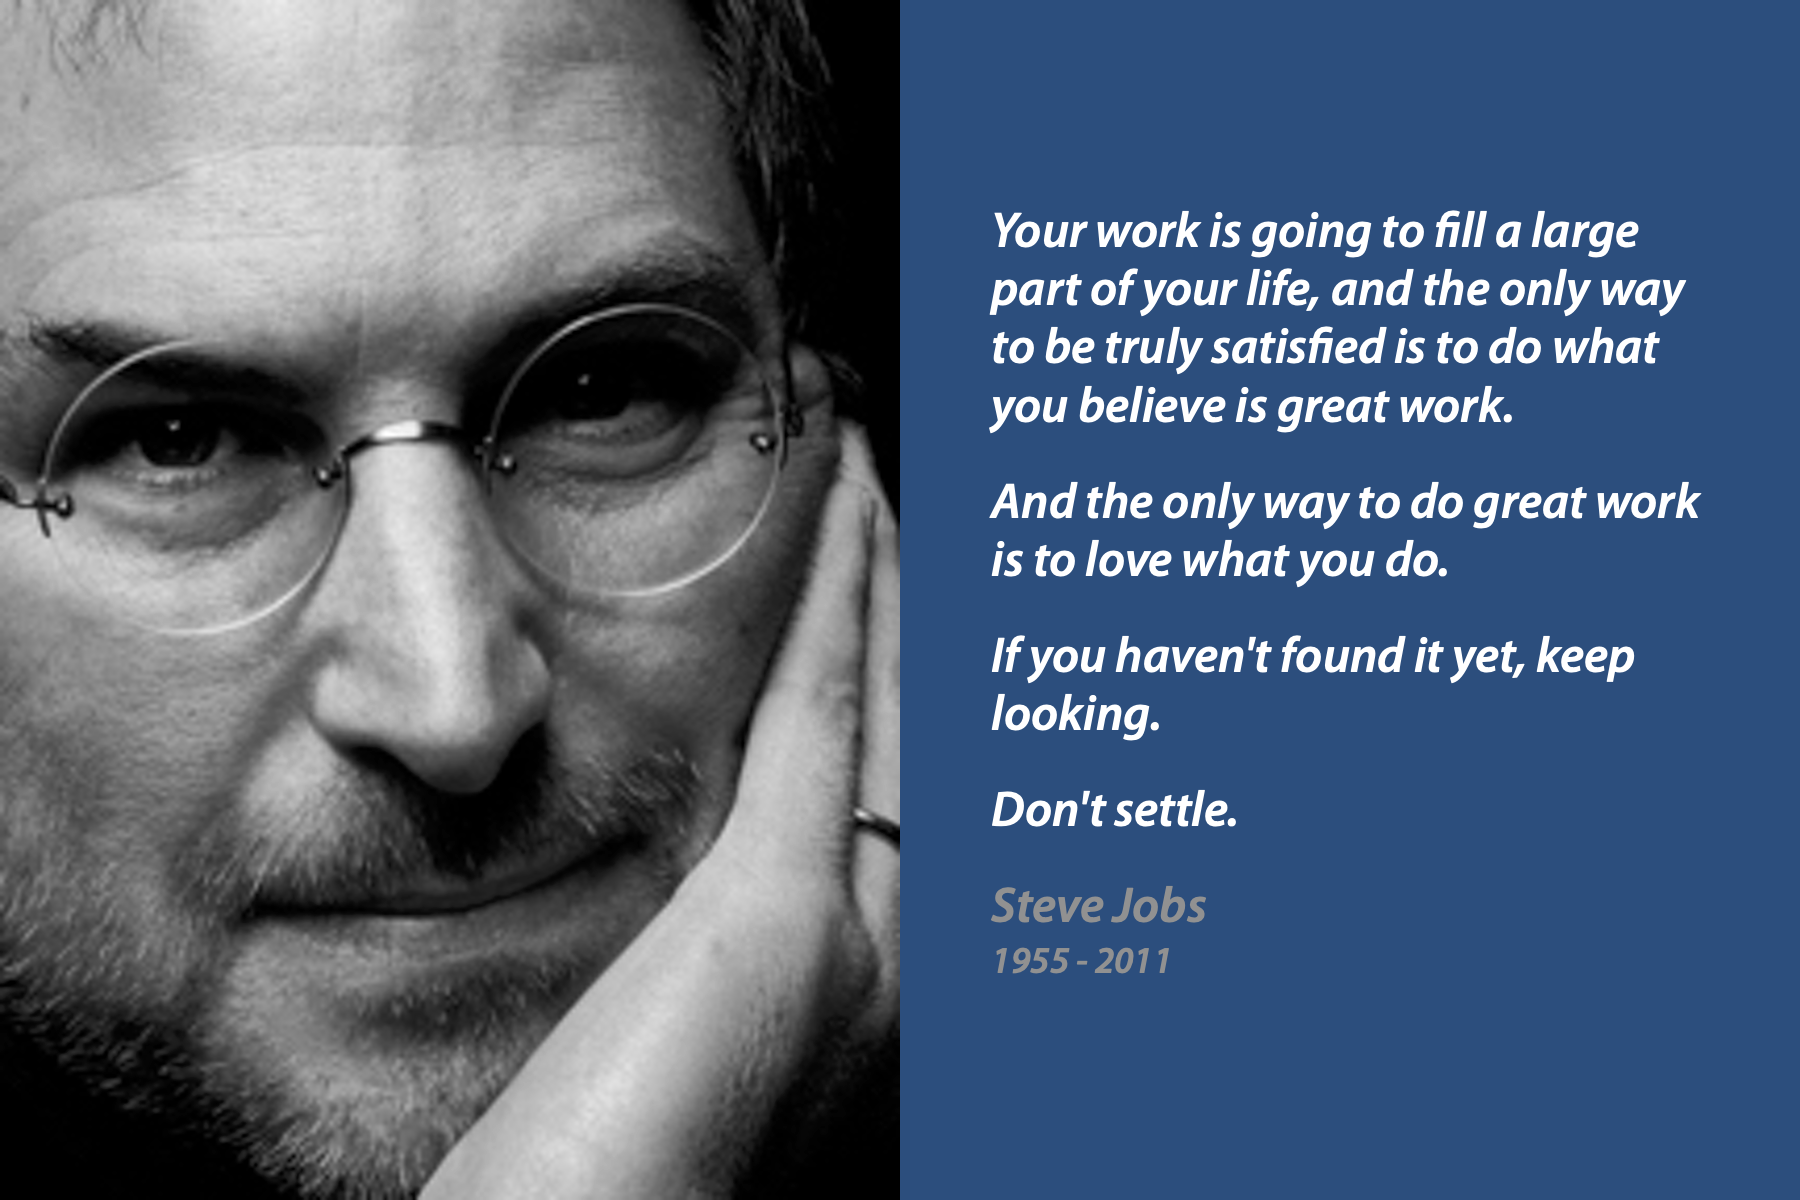 Your work is going to fill a large
part of your life, and the only way
to be truly satisfied is to do what
you believe is great work.
And the only way to do great work
is to love what you do.
If you haven't found it yet, keep
looking.
Don't settle.
Steve Jobs
1955 - 2011